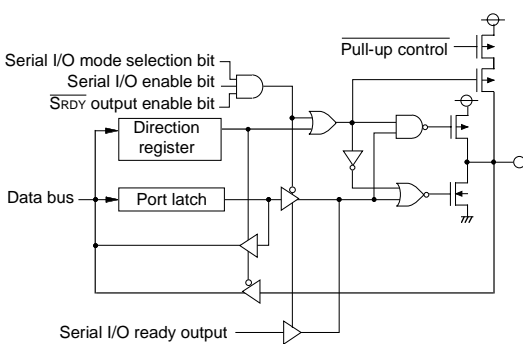 Pull-up control
Serial I/O mode selection bit
Serial I/O enable bit
SRDY output enable bit
Direction
register
Data bus
Port latch
Serial I/O ready output